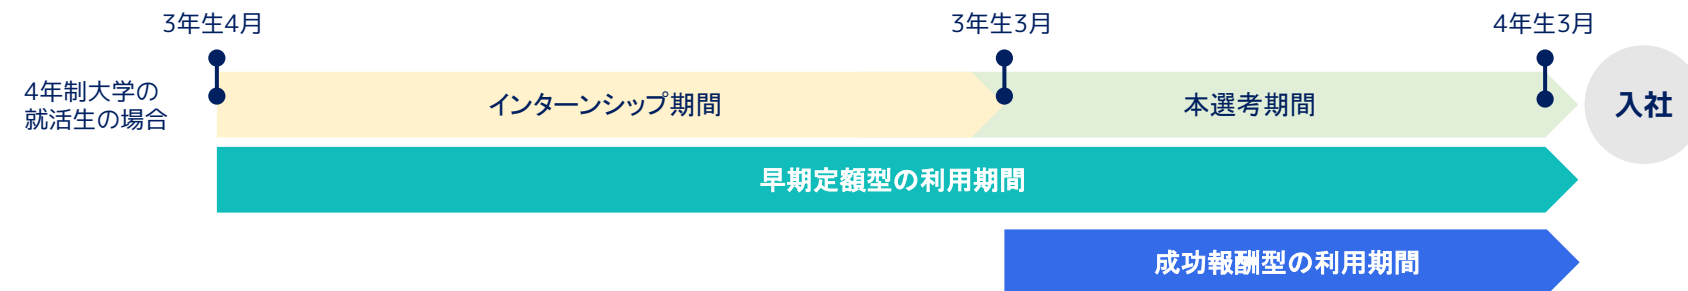 3年生4月
3年生3月
4年生3月
4年制大学の
就活生の場合
インターンシップ期間
本選考期間
入社
早期定額型の利用期間
成功報酬型の利用期間